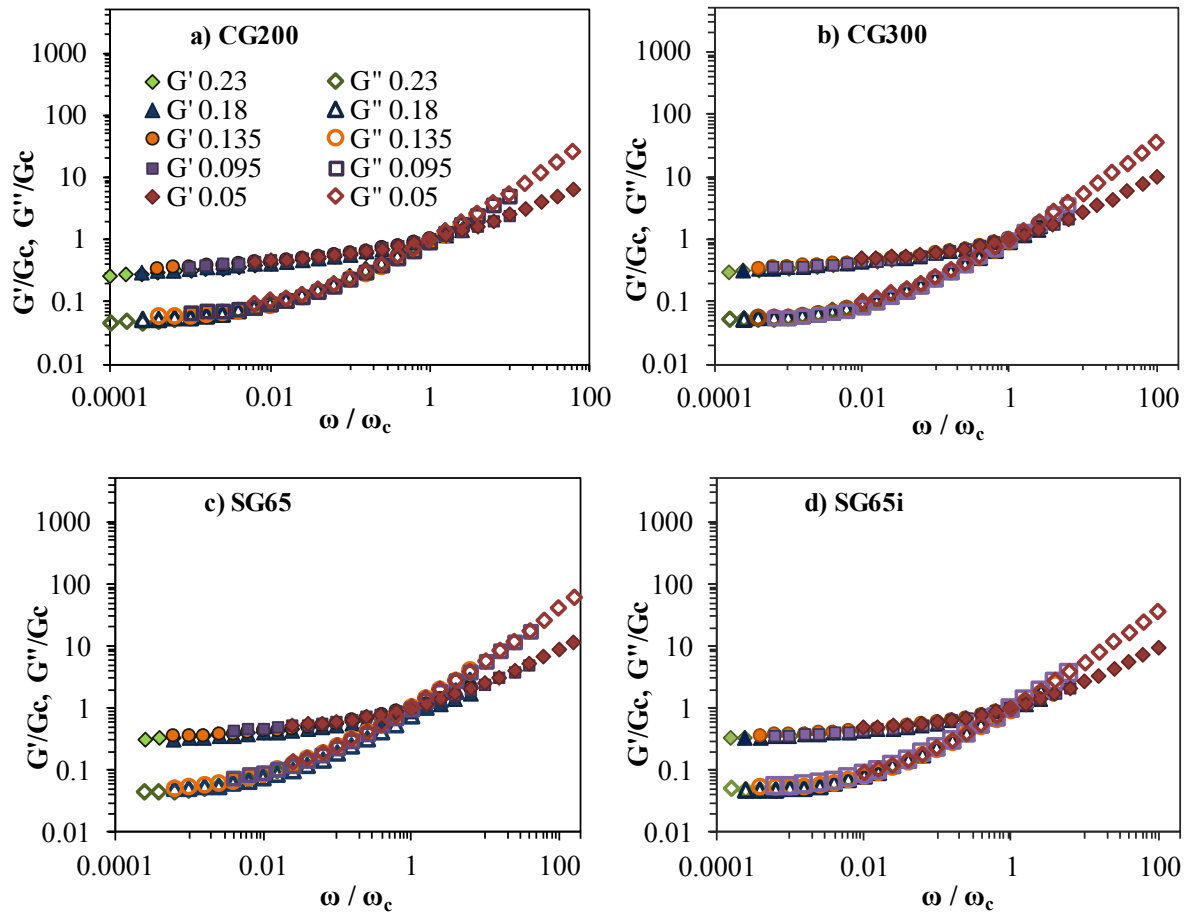 a) CG200
1000
100
10
1
0.1
0.01
G'/Gc, G''/Gc
G' 0.23
G'' 0.23
G' 0.18
G'' 0.18
G' 0.135
G'' 0.135
G' 0.095
G'' 0.095
G' 0.05
G'' 0.05
0.0001
0.01
1
100
ω / ωc
b) CG300
1000
100
10
1
0.1
0.01
G'/Gc, G''/Gc
0.0001
0.01
1
100
ω / ωc
c) SG65
1000
100
10
1
0.1
0.01
G'/Gc, G''/Gc
0.0001
0.01
1
100
ω / ωc
d) SG65i
1000
100
10
1
0.1
0.01
G'/Gc, G''/Gc
0.0001
0.01
1
100
ω / ωc